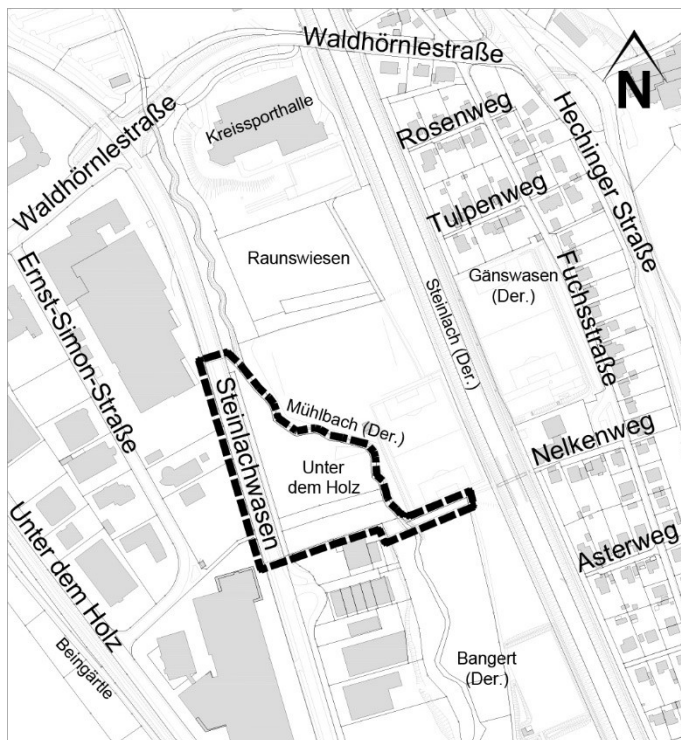 Waldhörnlestraße
N
Kreissporthalle
Rosenweg
Hechinger Straße
Waldhörnlestraße
Tulpenweg
Raunswiesen
Gänswasen
(Der.)
Ernst-Simon-Straße
Steinlach (Der.)
Fuchsstraße
Steinlachwasen
Mühlbach (Der.)
Nelkenweg
Unter
dem Holz
Unter dem Holz
Asterweg
Beingärtle
Bangert
(Der.)